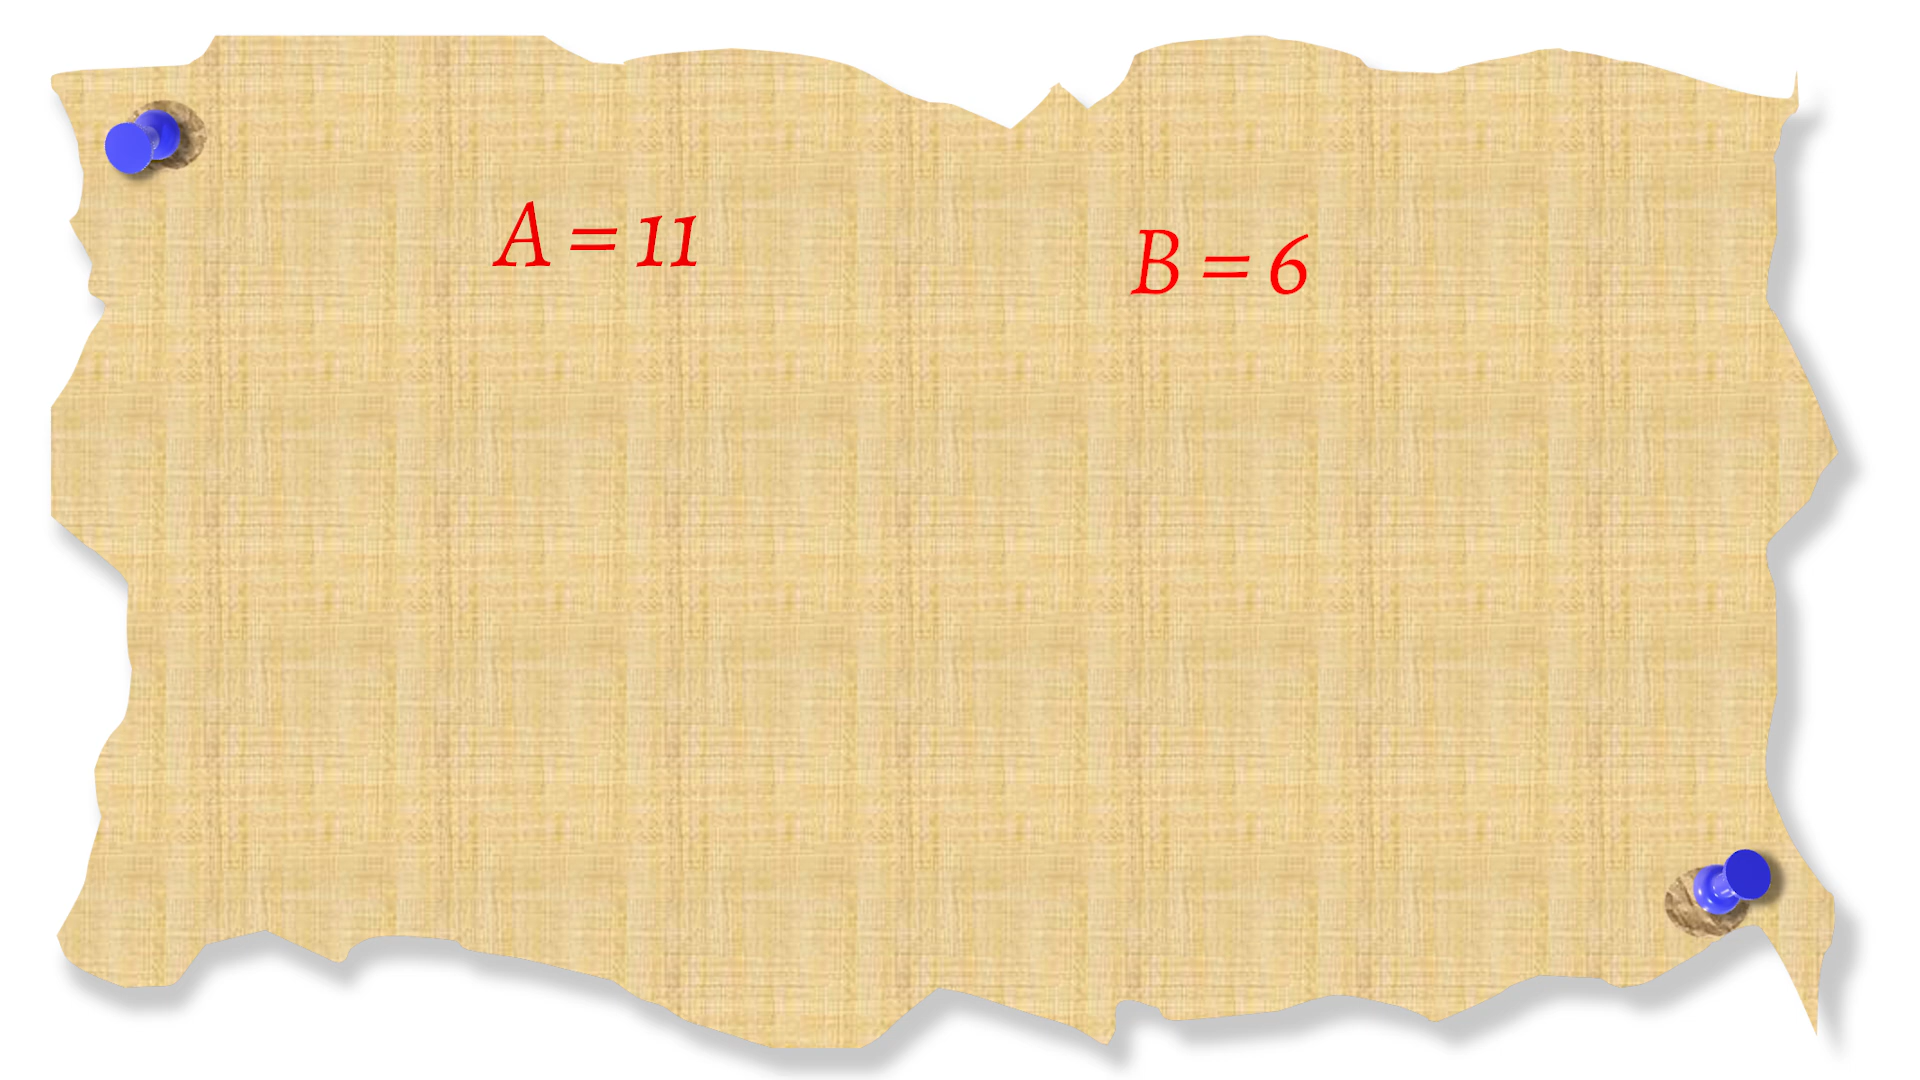 A = 11
B = 6